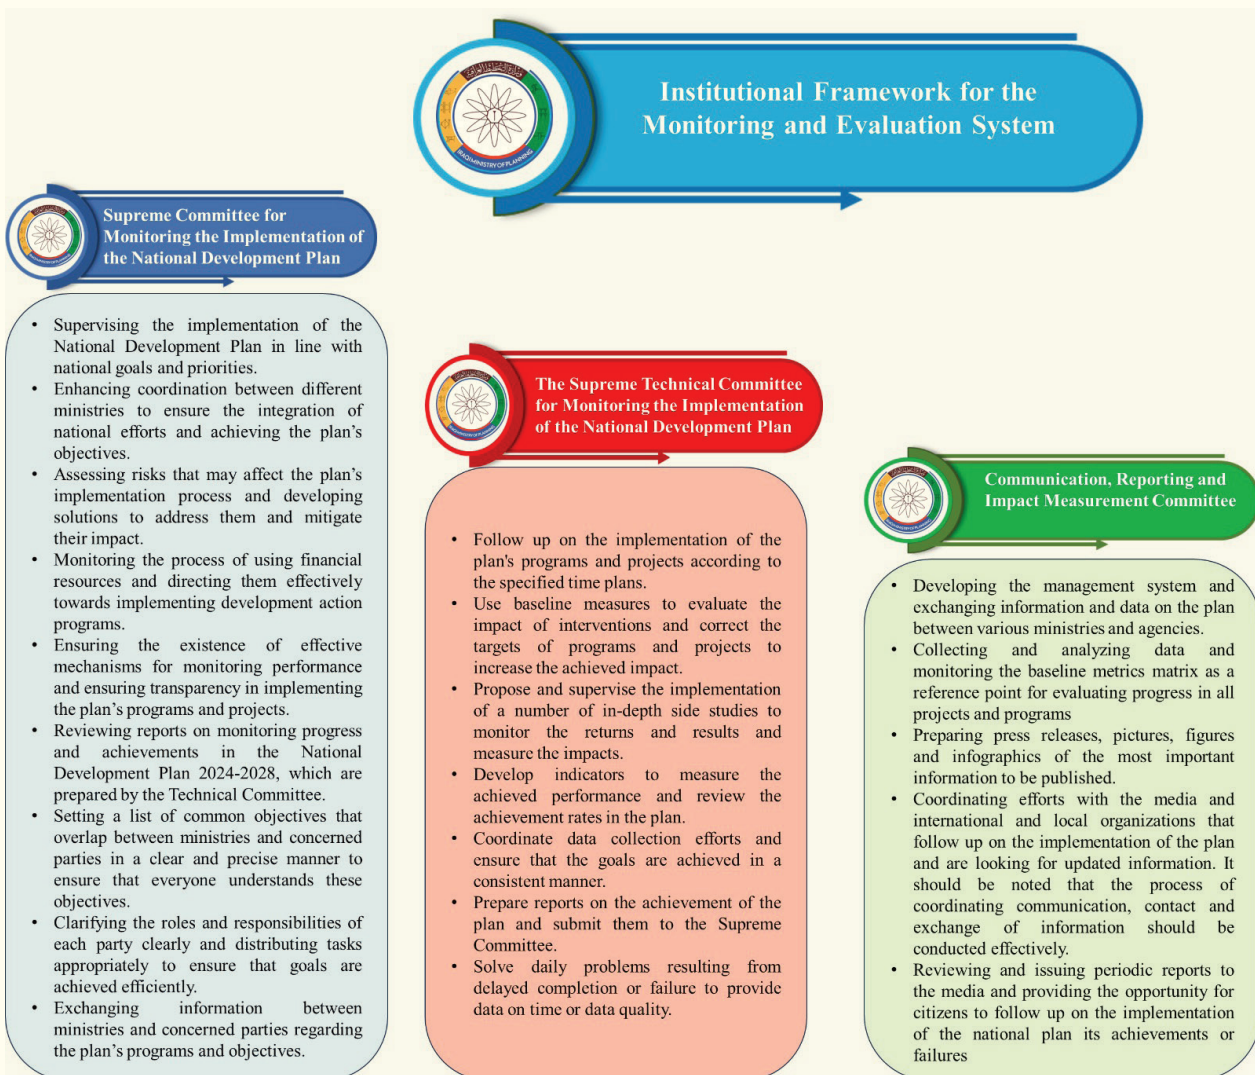 Institutional Framework for the
Monitoring and Evaluation System
IRAQI MINISTRY OF PLANNING
Supreme Committee for
Monitoring the Implementation of
the National Development Plan
• Supervising the implementation of the
National Development Plan in line with
national goals and priorities.
• Enhancing coordination between different
ministries to ensure the integration of
national efforts and achieving the plan’s
objectives.
• Assessing risks that may affect the plan’s
implementation process and developing
solutions to address them and mitigate
their impact.
• Monitoring the process of using financial
resources and directing them effectively
towards implementing development action
programs.
• Ensuring the existence of effective
mechanisms for monitoring performance
and ensuring transparency in implementing
the plan’s programs and projects.
• Reviewing reports on monitoring progress
and achievements in the National
Development Plan 2024-2028, which are
prepared by the Technical Committee.
• Setting a list of common objectives that
overlap between ministries and concerned
parties in a clear and precise manner to
ensure that everyone understands these
objectives.
• Clarifying the roles and responsibilities of
each party clearly and distributing tasks
appropriately to ensure that goals are
achieved efficiently.
• Exchanging information between
ministries and concerned parties regarding
the plan’s programs and objectives.
The Supreme Technical Committee
for Monitoring the Implementation
of the National Development Plan
• Follow up on the implementation of the
plan's programs and projects according to
the specified time plans.
• Use baseline measures to evaluate the
impact of interventions and correct the
targets of programs and projects to
increase the achieved impact.
• Propose and supervise the implementation
of a number of in-depth side studies to
monitor the returns and results and
measure the impacts.
• Develop indicators to measure the
achieved performance and review the
achievement rates in the plan.
• Coordinate data collection efforts and
ensure that the goals are achieved in a
consistent manner.
• Prepare reports on the achievement of the
plan and submit them to the Supreme
Committee.
• Solve daily problems resulting from
delayed completion or failure to provide
data on time or data quality.
Communication, Reporting and
Impact Measurement Committee
• Developing the management system and
exchanging information and data on the plan
between various ministries and agencies.
• Collecting and analyzing data and
monitoring the baseline metrics matrix as a
reference point for evaluating progress in all
projects and programs
• Preparing press releases, pictures, figures
and infographics of the most important
information to be published.
• Coordinating efforts with the media and
international and local organizations that
follow up on the implementation of the plan
and are looking for updated information. It
should be noted that the process of
coordinating communication, contact and
exchange of information should be
conducted effectively.
• Reviewing and issuing periodic reports to
the media and providing the opportunity for
citizens to follow up on the implementation
of the national plan its achievements or
failures